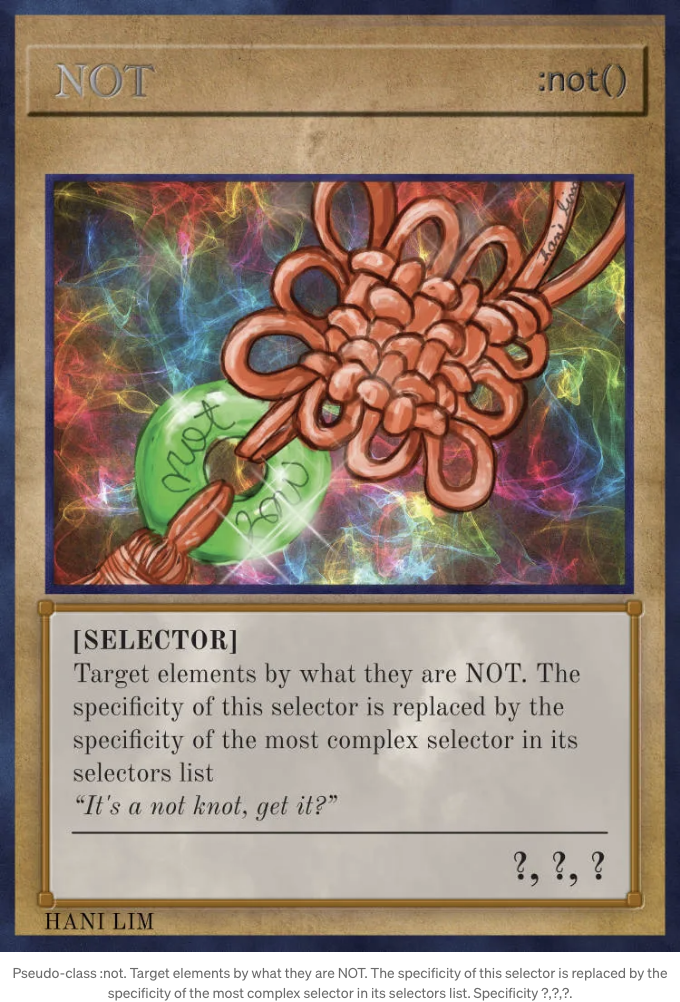 NOT :not()
hani lim
not
[SELECTOR]
Target elements by what they are NOT. The
specificity of this selector is replaced by the
specificity of the most complex selector in its
selectors list
“It's a not knot, get it?”
?, ?, ?
HANI LIM
Pseudo-class :not. Target elements by what they are NOT. The specificity of this selector is replaced by the
specificity of the most complex selector in its selectors list. Specificity ?,?,?.